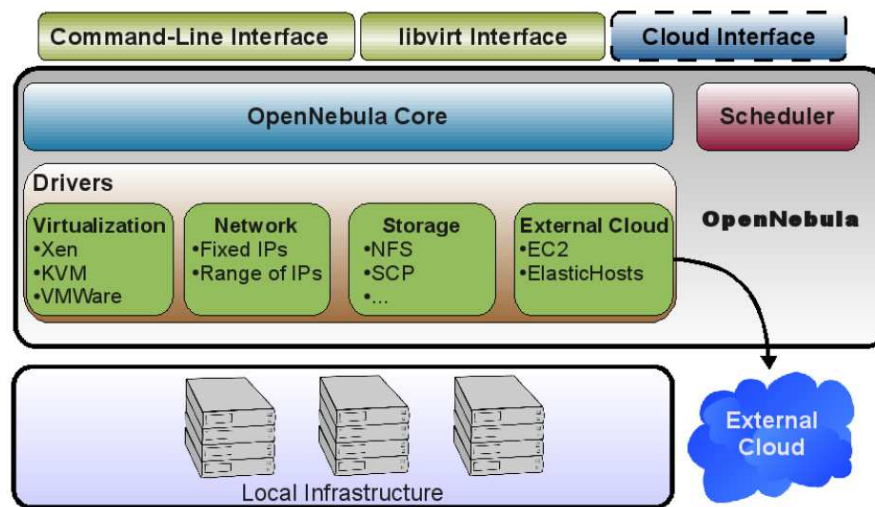 Command-Line Interface
libvirt Interface
Cloud Interface
OpenNebula Core
Scheduler
Drivers
Virtualization
•Xen
•KVM
•VMWare
Network
•Fixed IPs
•Range of IPs
Storage
•NFS
•SCP
•...
External Cloud
•EC2
•ElasticHosts
OpenNebula
Local Infrastructure
External
Cloud